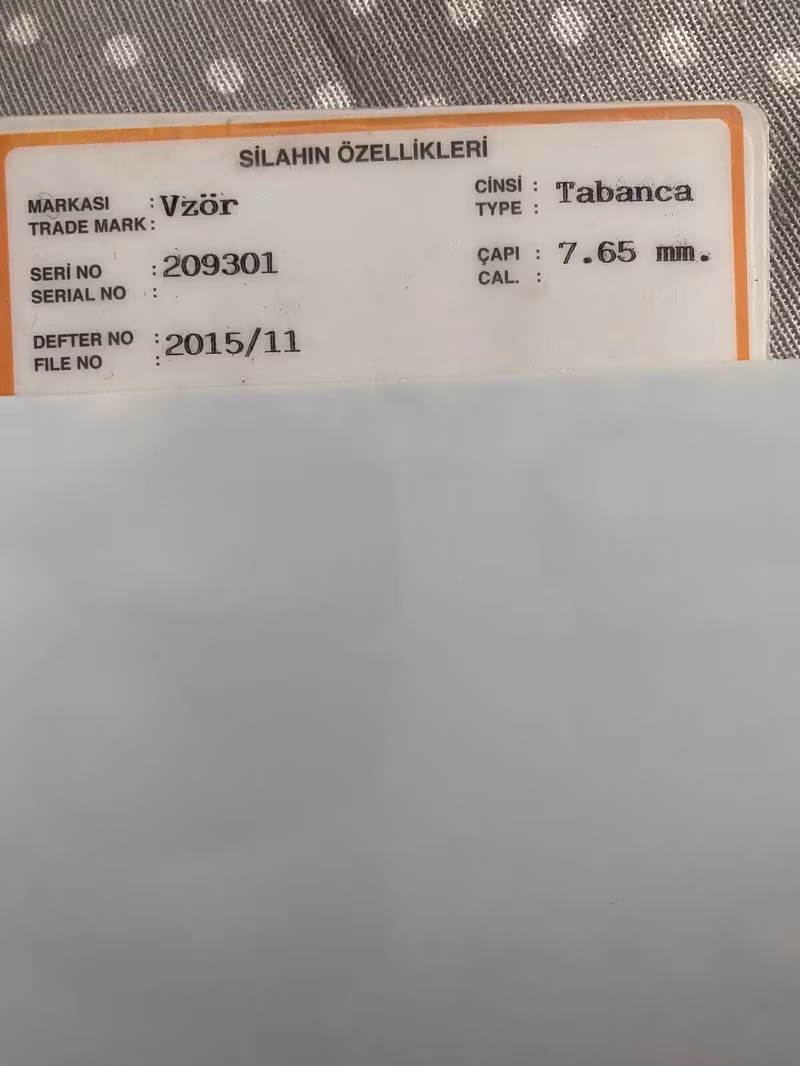 SİLAHIN ÖZELLİKLERİ
MARKASI : Vzör CİNSİ : Tabanca
TRADE MARK : TYPE :
SERİ NO : 209301 ÇAPI : 7.65 mm.
SERIAL NO : CAL. :
DEFTER NO : 2015/11
FILE NO :